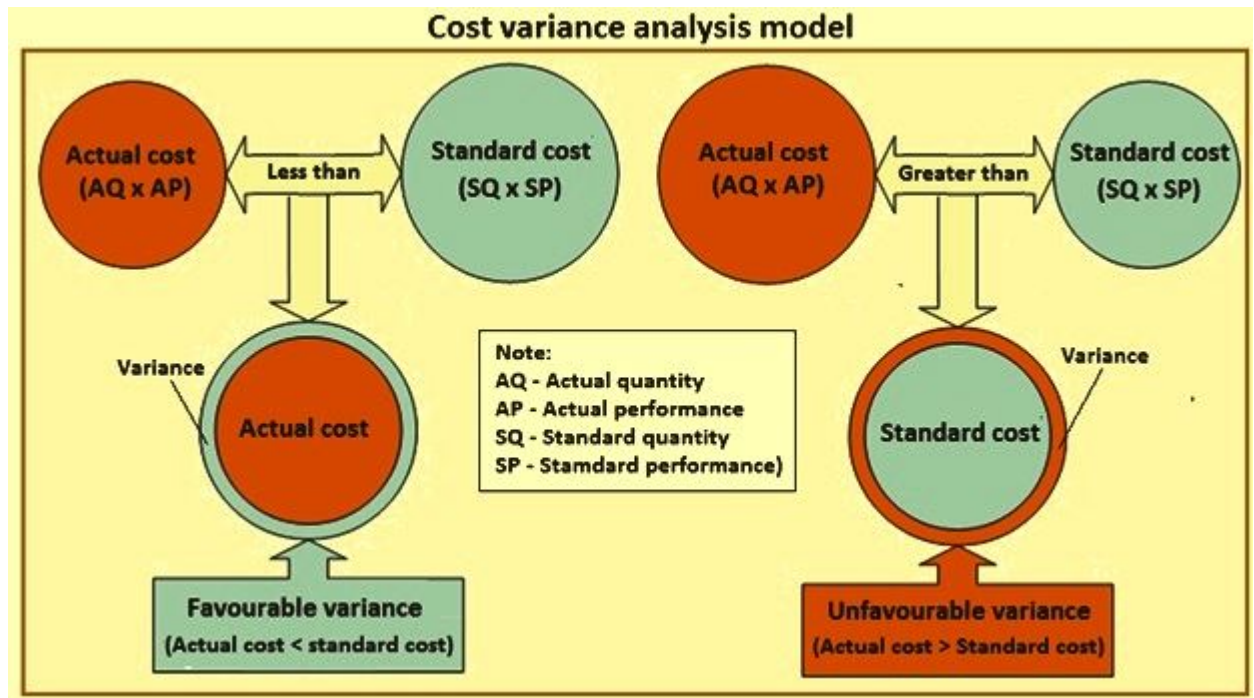 Cost variance analysis model
Actual cost
(AQ x AP)
Less than
Standard cost
(SQ x SP)
Actual cost
(AQ x AP)
Greater than
Standard cost
(SQ x SP)
Variance
Actual cost
Note:
AQ - Actual quantity
AP - Actual performance
SQ - Standard quantity
SP - Stamdard performance)
Variance
Standard cost
Favourable variance
(Actual cost < standard cost)
Unfavourable variance
(Actual cost > Standard cost)